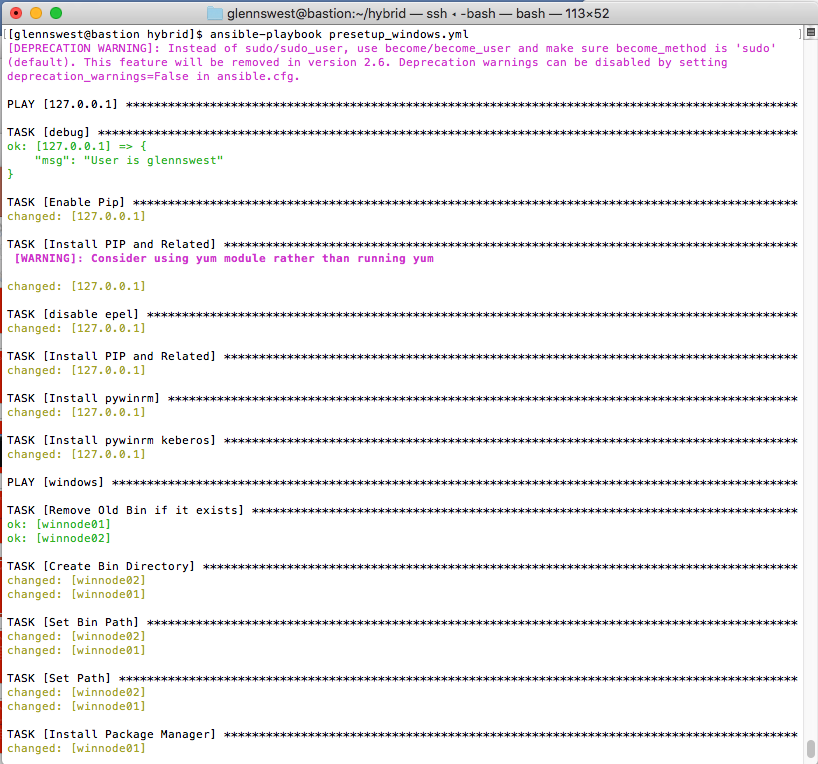 glennswest@bastion:~/hybrid — ssh ◂ -bash — bash — 113×52
[[glennswest@bastion hybrid]$ ansible-playbook presetup_windows.yml ]
[DEPRECATION WARNING]: Instead of sudo/sudo_user, use become/become_user and make sure become_method is 'sudo'
(default). This feature will be removed in version 2.6. Deprecation warnings can be disabled by setting
deprecation_warnings=False in ansible.cfg.
PLAY [127.0.0.1] ************************************************************************************************
TASK [debug] ****************************************************************************************************
ok: [127.0.0.1] => {
    "msg": "User is glennswest"
}
TASK [Enable Pip] ***********************************************************************************************
changed: [127.0.0.1]
TASK [Install PIP and Related] **********************************************************************************
 [WARNING]: Consider using yum module rather than running yum
changed: [127.0.0.1]
TASK [disable epel] *********************************************************************************************
changed: [127.0.0.1]
TASK [Install PIP and Related] **********************************************************************************
changed: [127.0.0.1]
TASK [Install pywinrm] ******************************************************************************************
changed: [127.0.0.1]
TASK [Install pywinrm keberos] **********************************************************************************
changed: [127.0.0.1]
PLAY [windows] **************************************************************************************************
TASK [Remove Old Bin if it exists] ******************************************************************************
ok: [winnode01]
ok: [winnode02]
TASK [Create Bin Directory] *************************************************************************************
changed: [winnode02]
changed: [winnode01]
TASK [Set Bin Path] *********************************************************************************************
changed: [winnode02]
changed: [winnode01]
TASK [Set Path] *************************************************************************************************
changed: [winnode02]
changed: [winnode01]
TASK [Install Package Manager] **********************************************************************************
changed: [winnode01]